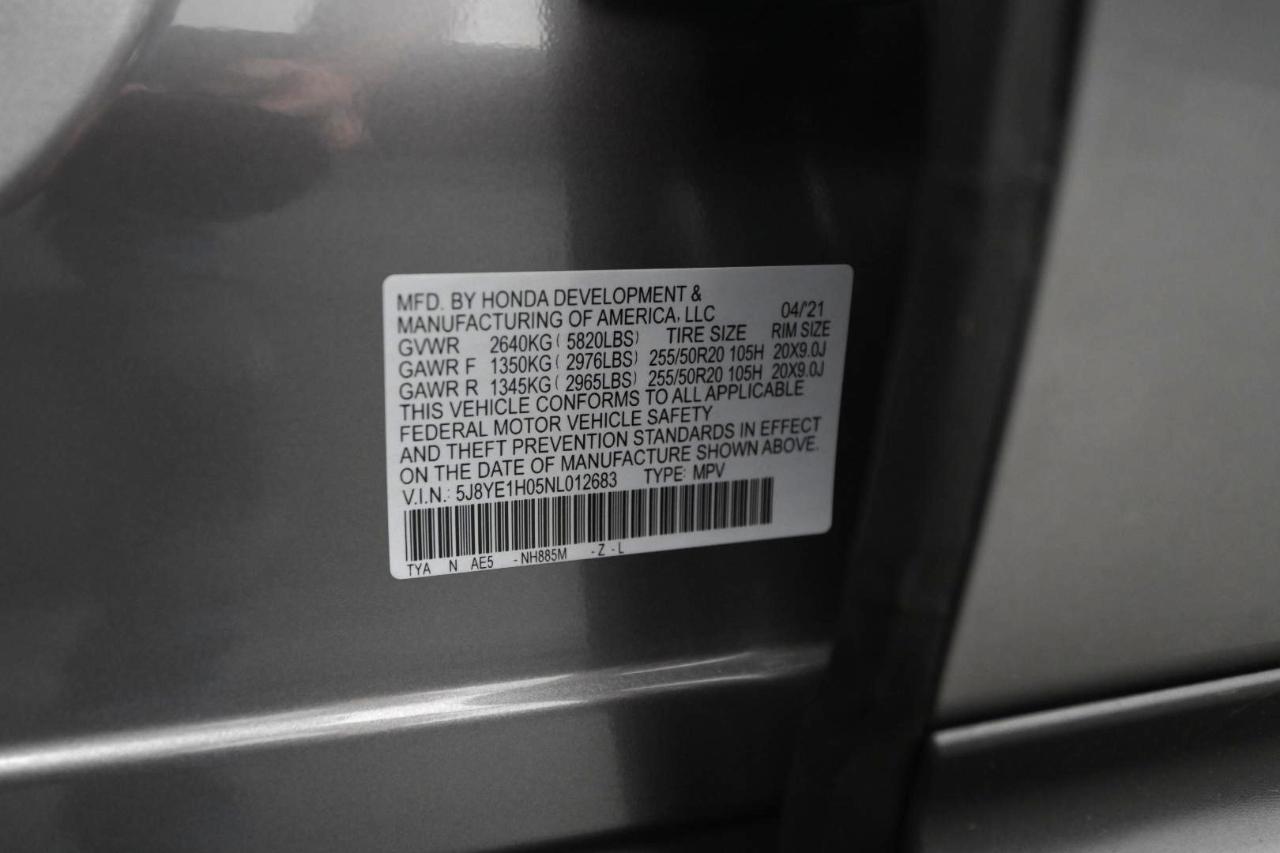 MFD. BY HONDA DEVELOPMENT &
MANUFACTURING OF AMERICA, LLC 04/'21
GVWR 2640KG ( 5820LBS) TIRE SIZE RIM SIZE
GAWR F 1350KG ( 2976LBS) 255/50R20 105H 20X9.0J
GAWR R 1345KG ( 2965LBS) 255/50R20 105H 20X9.0J
THIS VEHICLE CONFORMS TO ALL APPLICABLE
FEDERAL MOTOR VEHICLE SAFETY
AND THEFT PREVENTION STANDARDS IN EFFECT
ON THE DATE OF MANUFACTURE SHOWN ABOVE.
V.I.N.: 5J8YE1H05NL012683 TYPE: MPV
TYA N AE5 -NH885M -Z -L